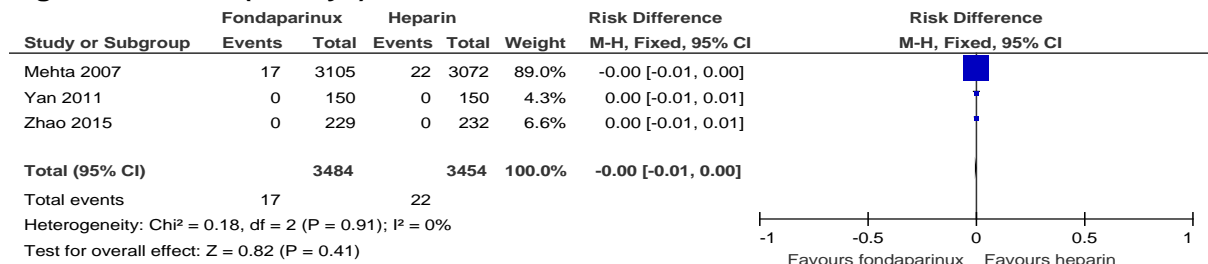 Fondaparinux Heparin Risk Difference Risk Difference
Study or Subgroup Events Total Events Total Weight M-H, Fixed, 95% CI M-H, Fixed, 95% CI
Mehta 2007 17 3105 22 3072 89.0% -0.00 [-0.01, 0.00]
Yan 2011 0 150 0 150 4.3% 0.00 [-0.01, 0.01]
Zhao 2015 0 229 0 232 6.6% 0.00 [-0.01, 0.01]
Total (95% CI) 3484 3454 100.0% -0.00 [-0.01, 0.00]
Total events 17 22
Heterogeneity: Chi² = 0.18, df = 2 (P = 0.91); I² = 0%
Test for overall effect: Z = 0.82 (P = 0.41)
-1 -0.5 0 0.5 1
Favours fondaparinux Favours heparin